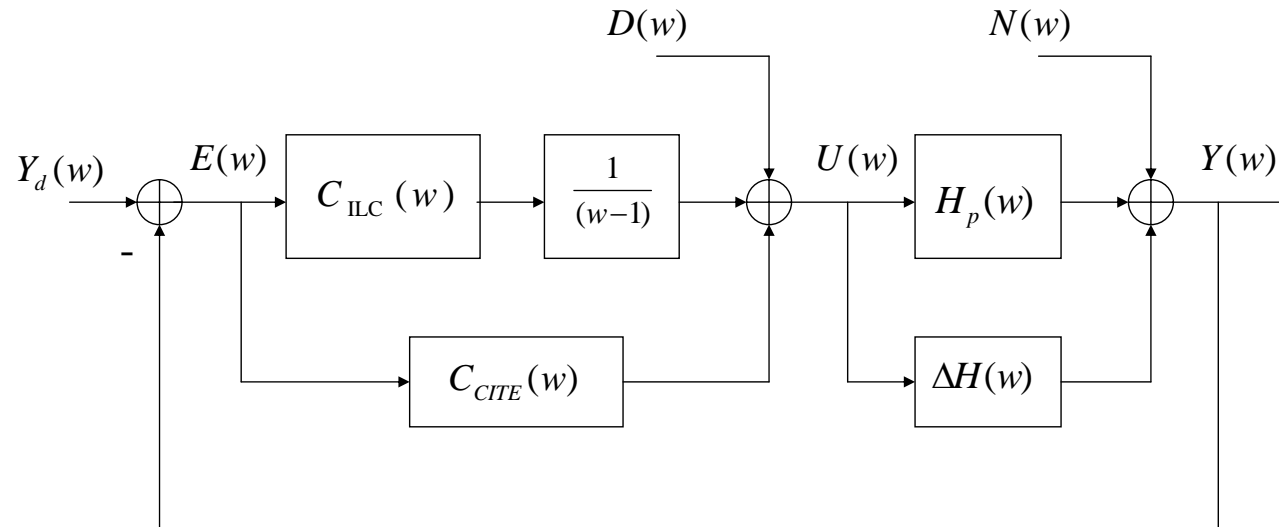 D(w)
N(w)
Y_d(w)
E(w)
C_ILC (w)
1
(w−1)
U(w)
H_p(w)
Y(w)
-
C_CITE(w)
ΔH(w)